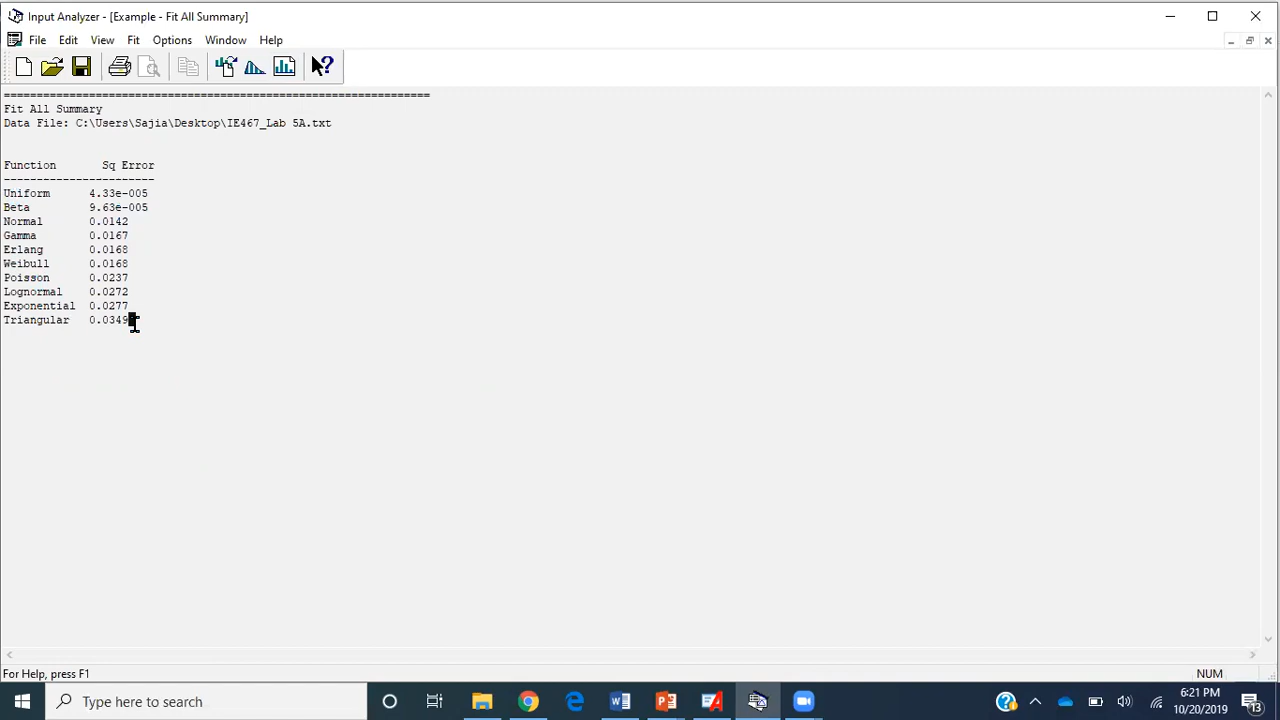 Input Analyzer - [Example - Fit All Summary]
File Edit View Fit Options Window Help
=================================================================
Fit All Summary
Data File: C:\Users\Sajia\Desktop\IE467_Lab 5A.txt
Function Sq Error
-----------------------
Uniform 4.33e-005
Beta 9.63e-005
Normal 0.0142
Gamma 0.0167
Erlang 0.0168
Weibull 0.0168
Poisson 0.0237
Lognormal 0.0272
Exponential 0.0277
Triangular 0.0349
For Help, press F1
NUM
Type here to search
6:21 PM
10/20/2019
13